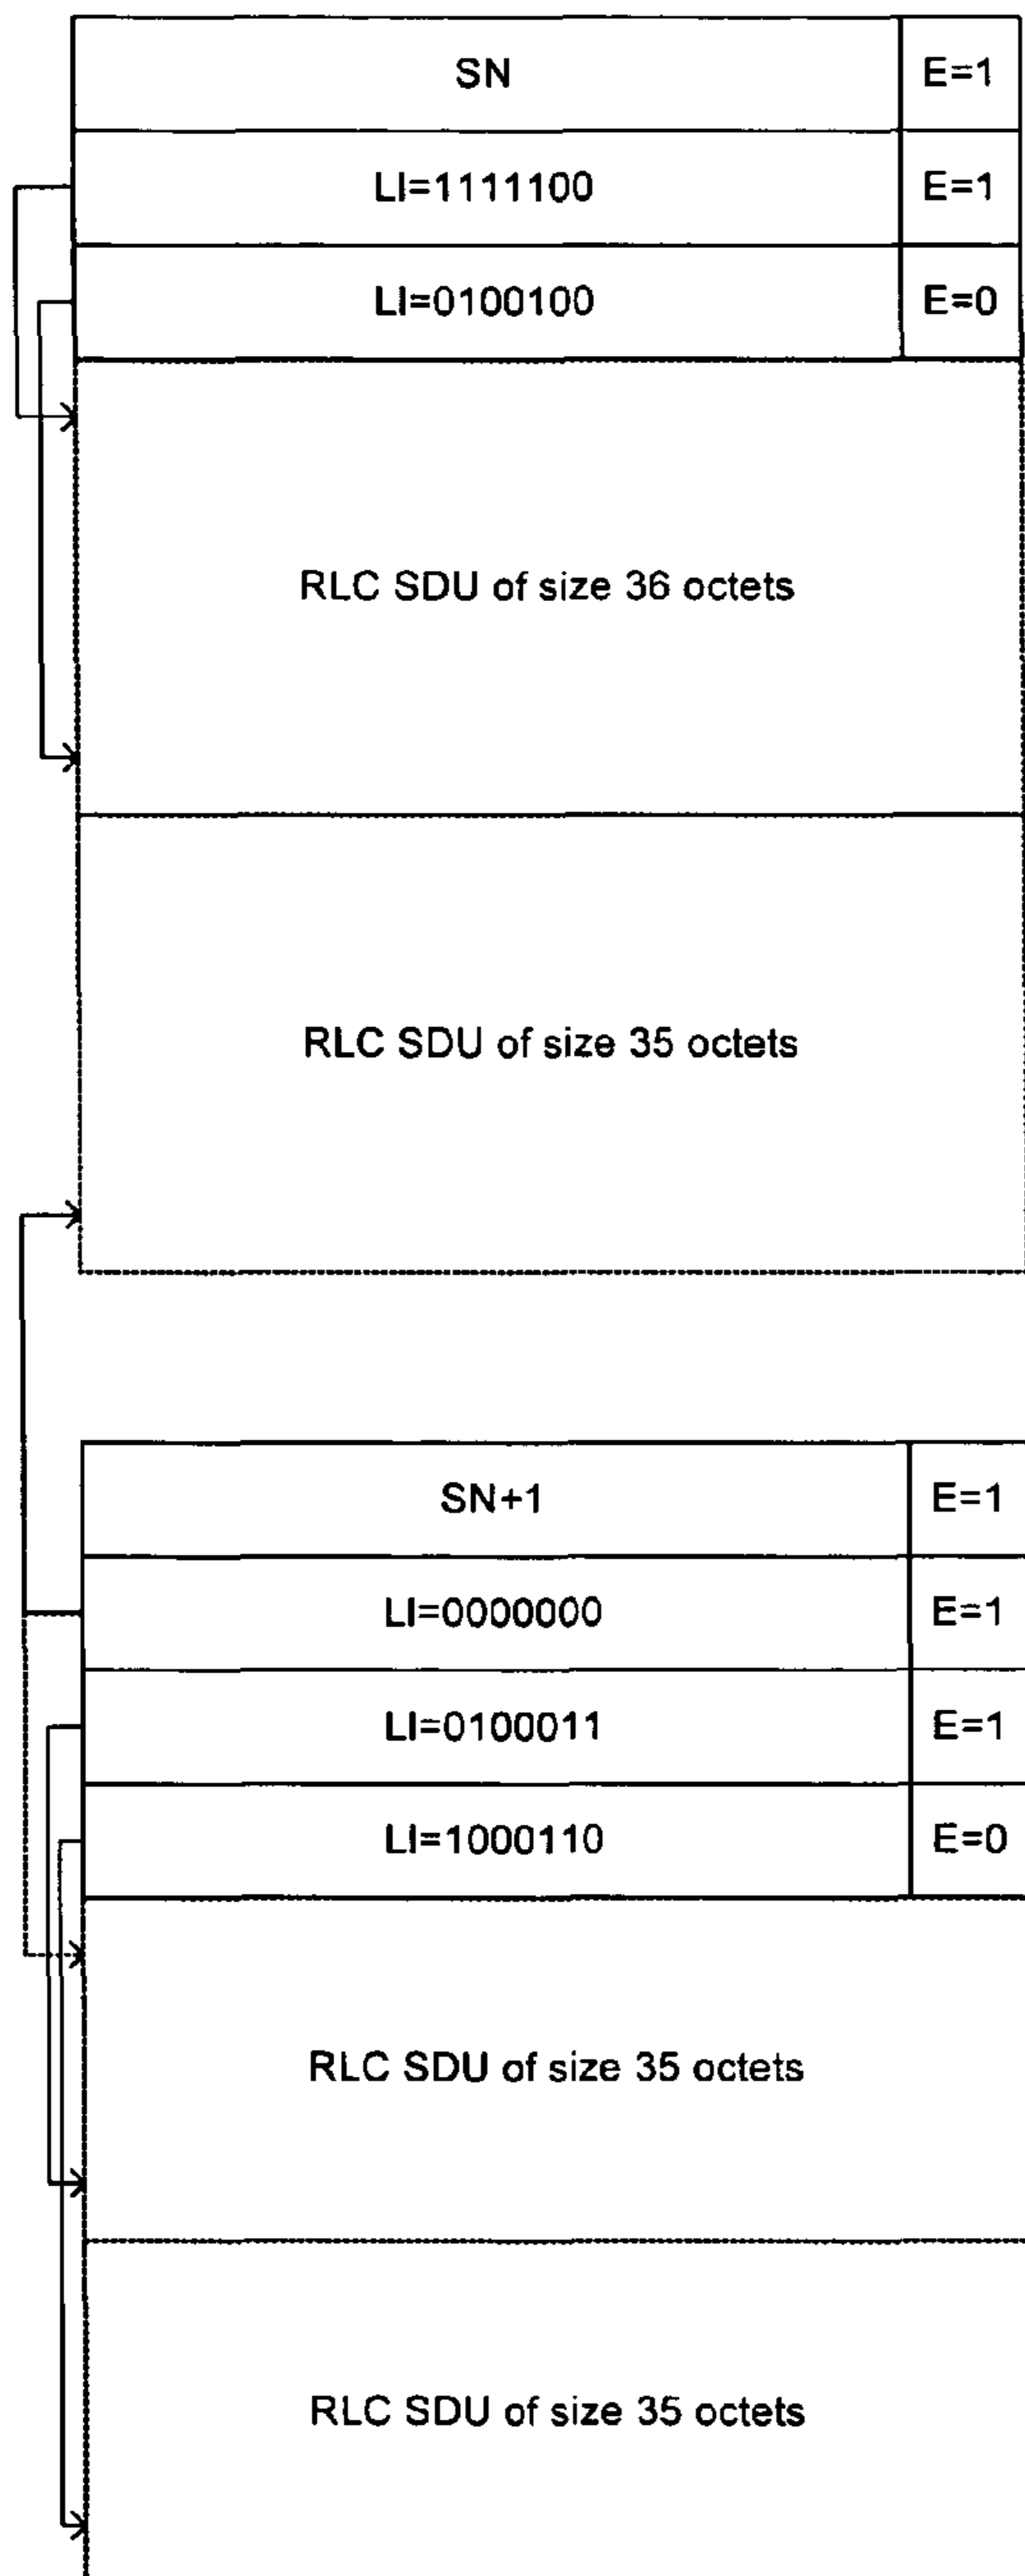 SN E=1
LI=1111100 E=1
LI=0100100 E=0
RLC SDU of size 36 octets
RLC SDU of size 35 octets
SN+1 E=1
LI=0000000 E=1
LI=0100011 E=1
LI=1000110 E=0
RLC SDU of size 35 octets
RLC SDU of size 35 octets